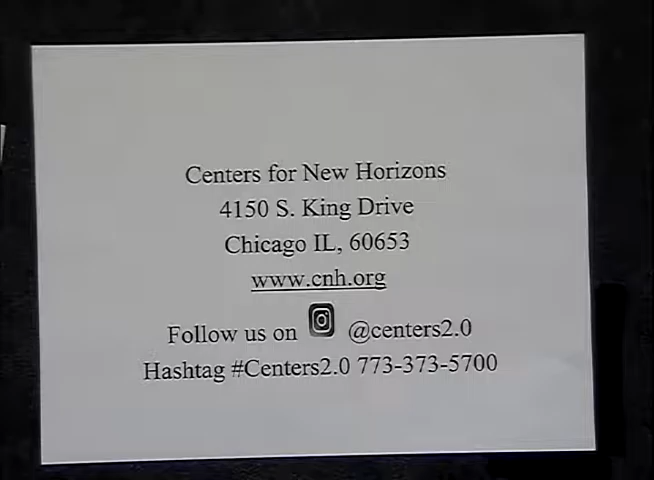 Centers for New Horizons
4150 S. King Drive
Chicago IL, 60653
www.cnh.org
Follow us on @centers2.0
Hashtag #Centers2.0 773-373-5700